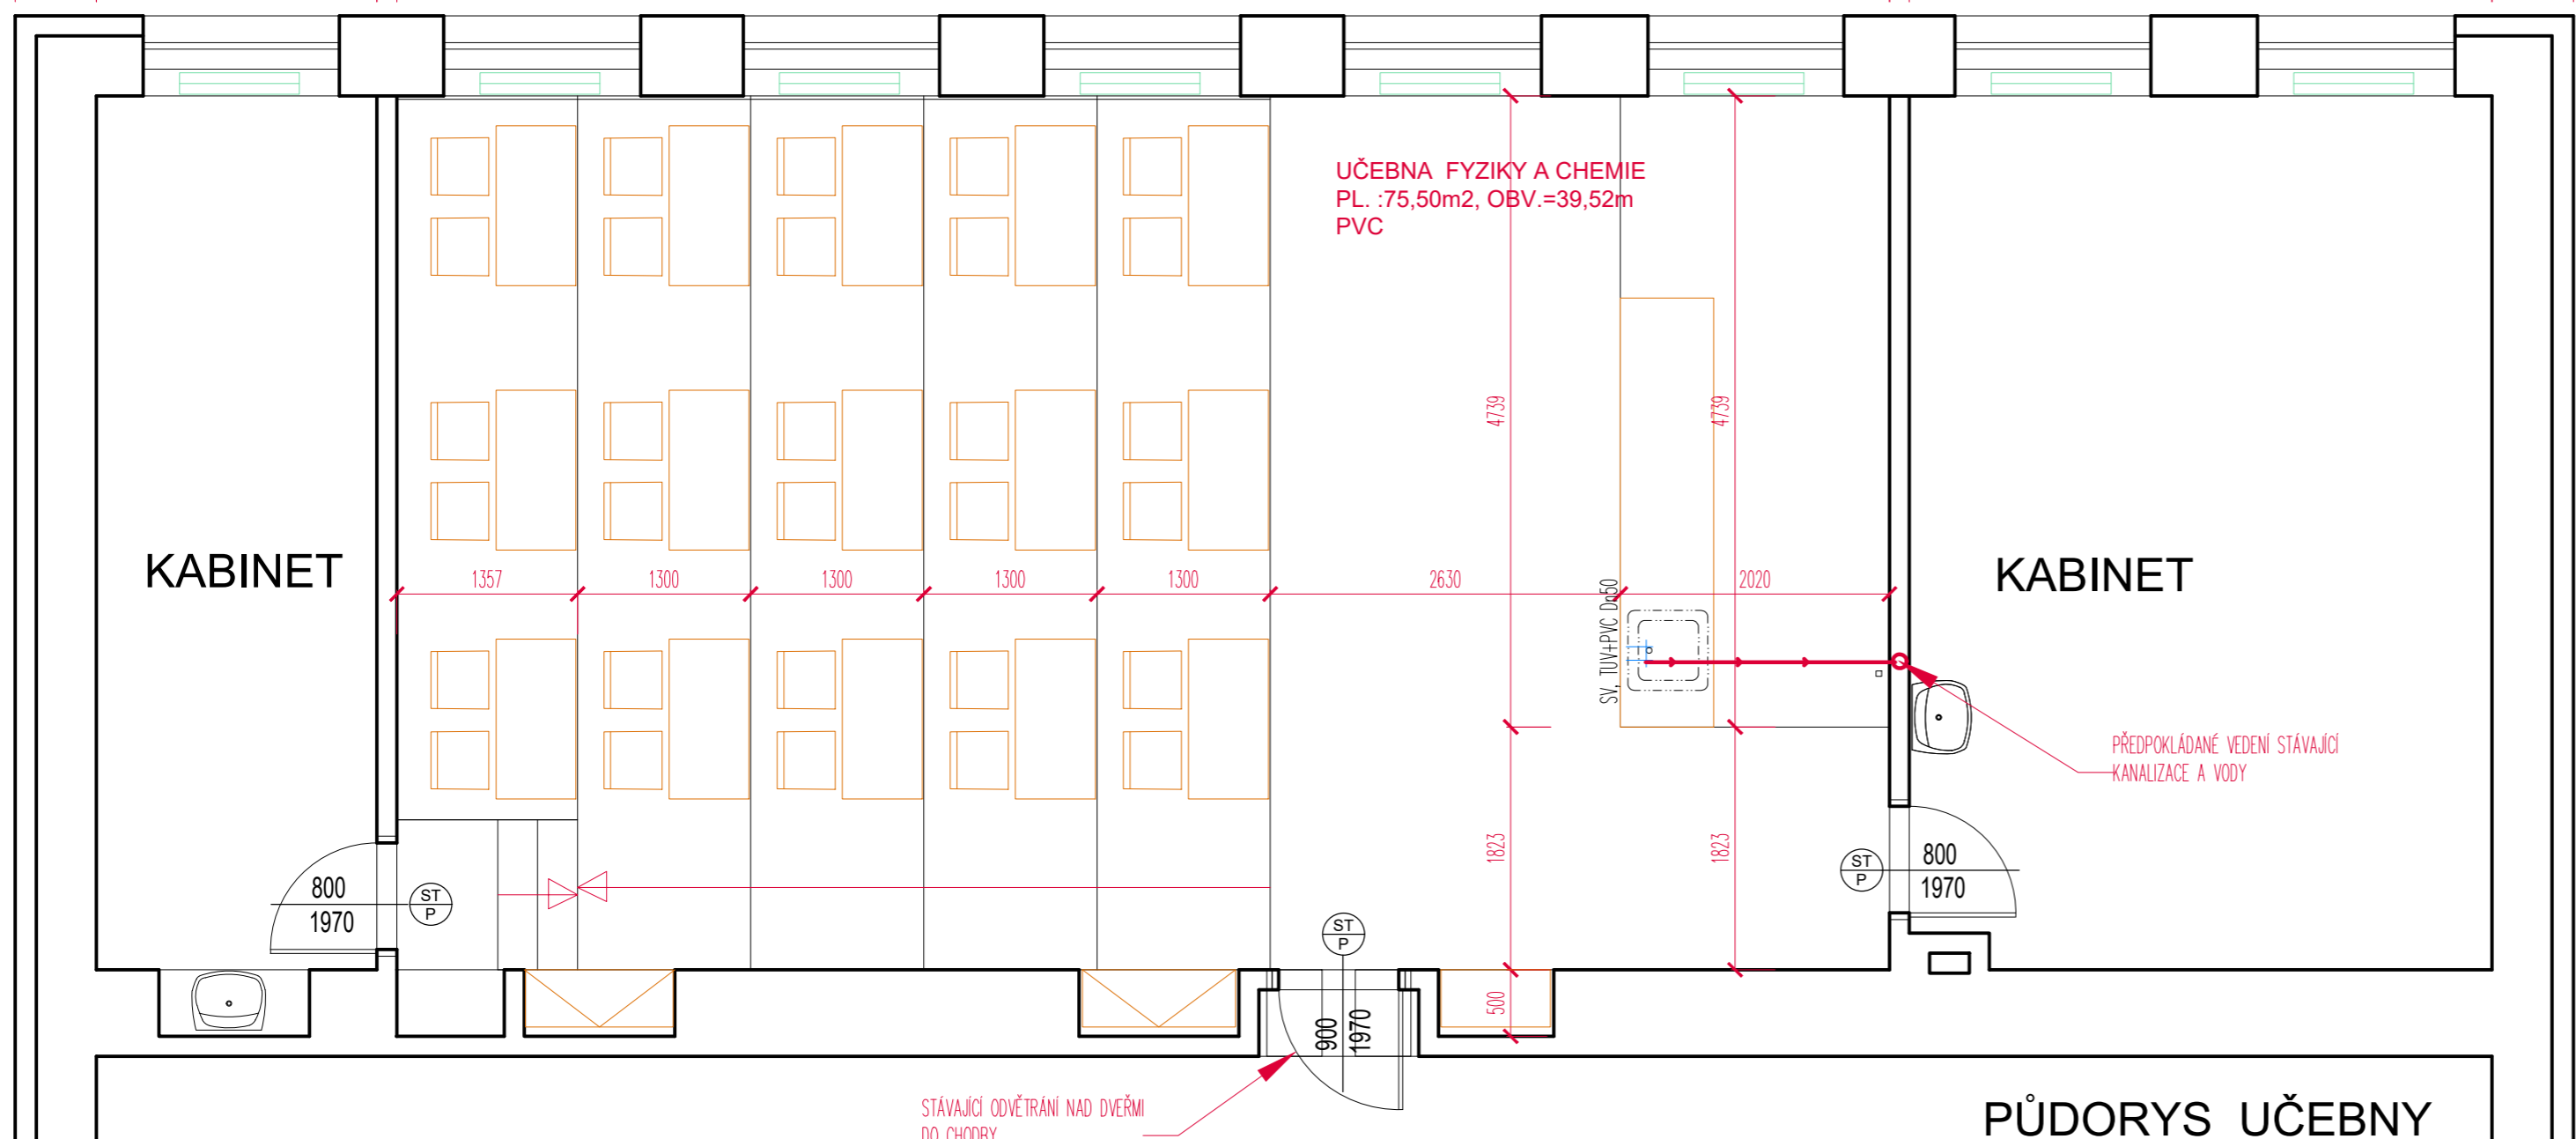 UČEBNA FYZIKY A CHEMIE
PL. :75,50m2, OBV.=39,52m
PVC
4739
4739
KABINET
KABINET
1357
1300
1300
1300
1300
2630
2020
SV, TUV+PVC Dn50
PŘEDPOKLÁDANÉ VEDENÍ STÁVAJÍCÍ
KANALIZACE A VODY
1823
1823
800
1970
ST
P
ST
P
800
1970
ST
P
500
900
1970
STÁVAJÍCÍ ODVĚTRÁNÍ NAD DVEŘMI
DO CHODBY
PŮDORYS UČEBNY